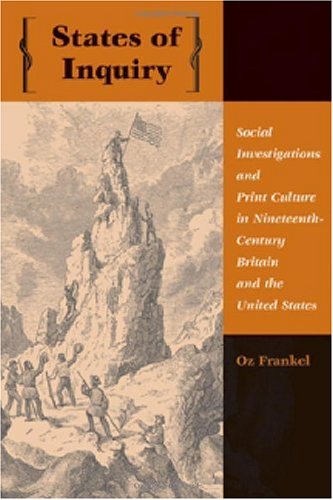 States of
Inquiry
Social
Investigations
and
Print Culture
in Nineteenth-
Century
Britain
and the
United States
Oz Frankel